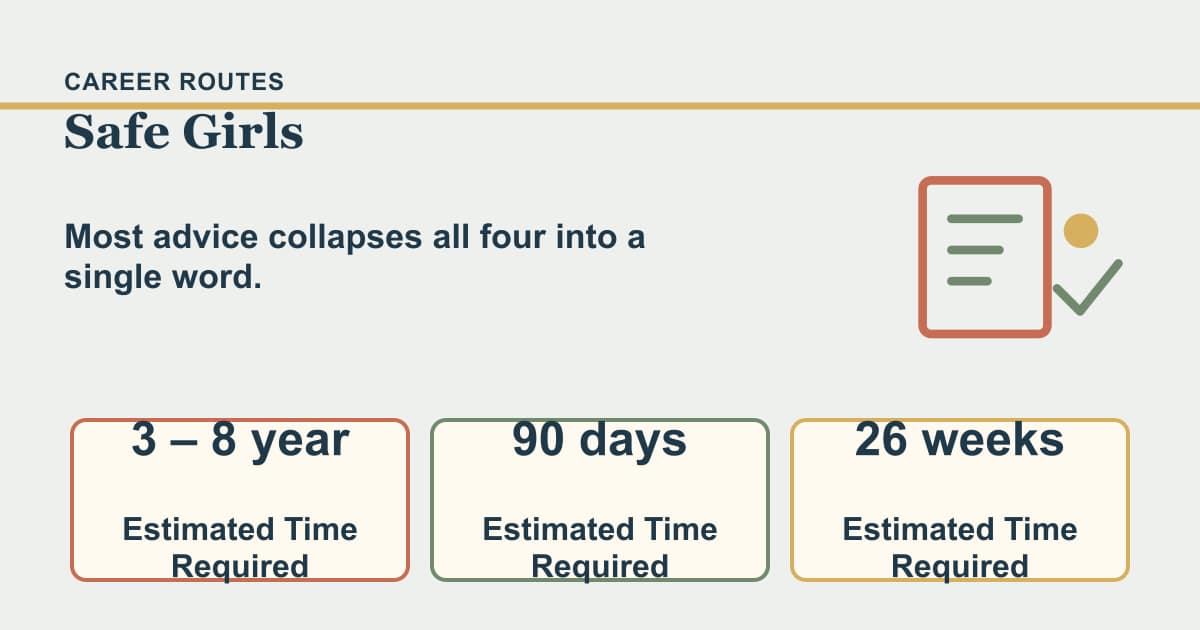 CAREER ROUTES
Safe Girls
Most advice collapses all four into a
single word.
3 – 8 year
Estimated Time
Required
90 days
Estimated Time
Required
26 weeks
Estimated Time
Required